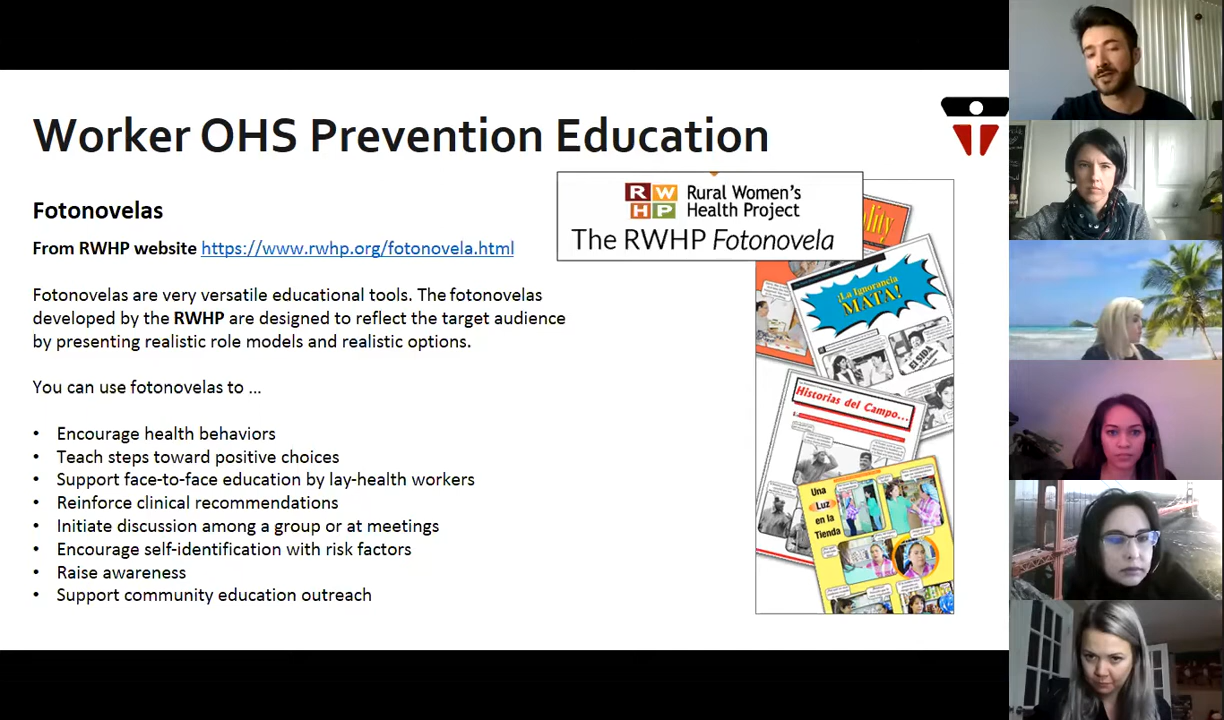 Worker OHS Prevention Education
Fotonovelas
From RWHP website https://www.rwhp.org/fotonovela.html
Fotonovelas are very versatile educational tools. The fotonovelas
developed by the RWHP are designed to reflect the target audience
by presenting realistic role models and realistic options.
You can use fotonovelas to ...
• Encourage health behaviors
• Teach steps toward positive choices
• Support face-to-face education by lay-health workers
• Reinforce clinical recommendations
• Initiate discussion among a group or at meetings
• Encourage self-identification with risk factors
• Raise awareness
• Support community education outreach
RW
HP
Rural Women's
Health Project
The RWHP Fotonovela
¡La Ignorancia
MATA!
El SIDA
Historias del Campo...
Una
Luz
en la
Tienda